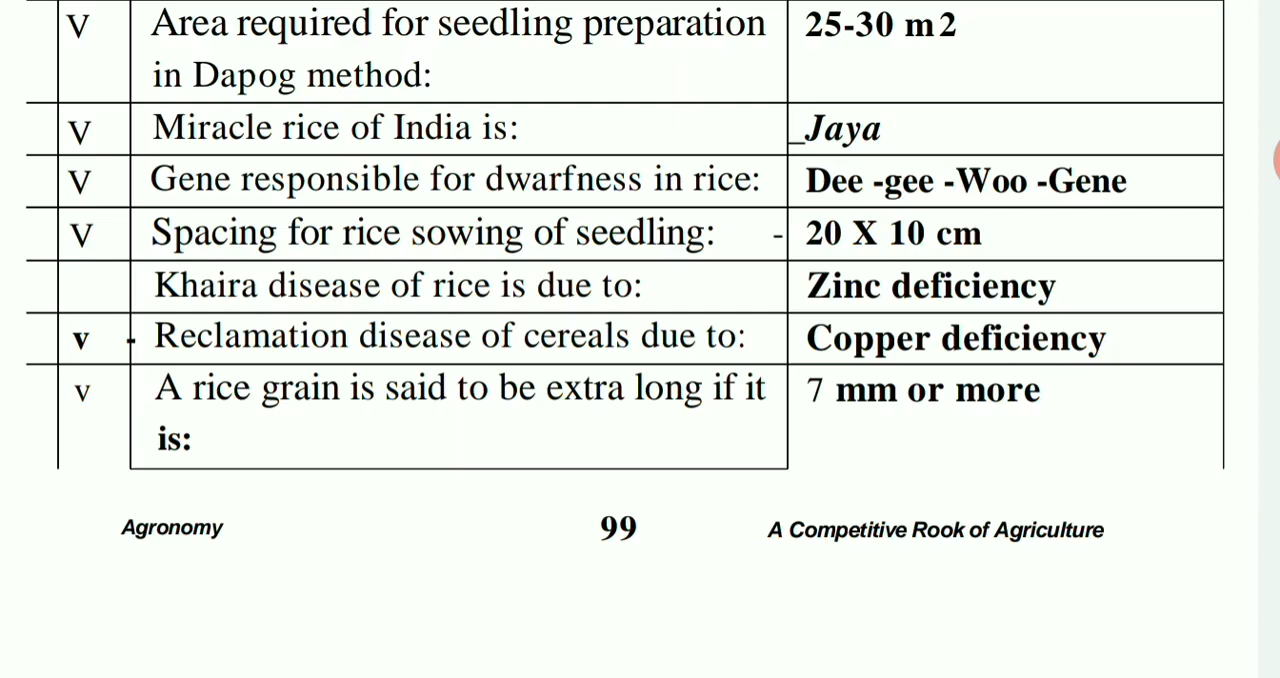 V Area required for seedling preparation 25-30 m2
in Dapog method:
V Miracle rice of India is: _Jaya
V Gene responsible for dwarfness in rice: Dee -gee -Woo -Gene
V Spacing for rice sowing of seedling: - 20 X 10 cm
Khaira disease of rice is due to: Zinc deficiency
v - Reclamation disease of cereals due to: Copper deficiency
v A rice grain is said to be extra long if it 7 mm or more
is:
Agronomy 99 A Competitive Rook of Agriculture